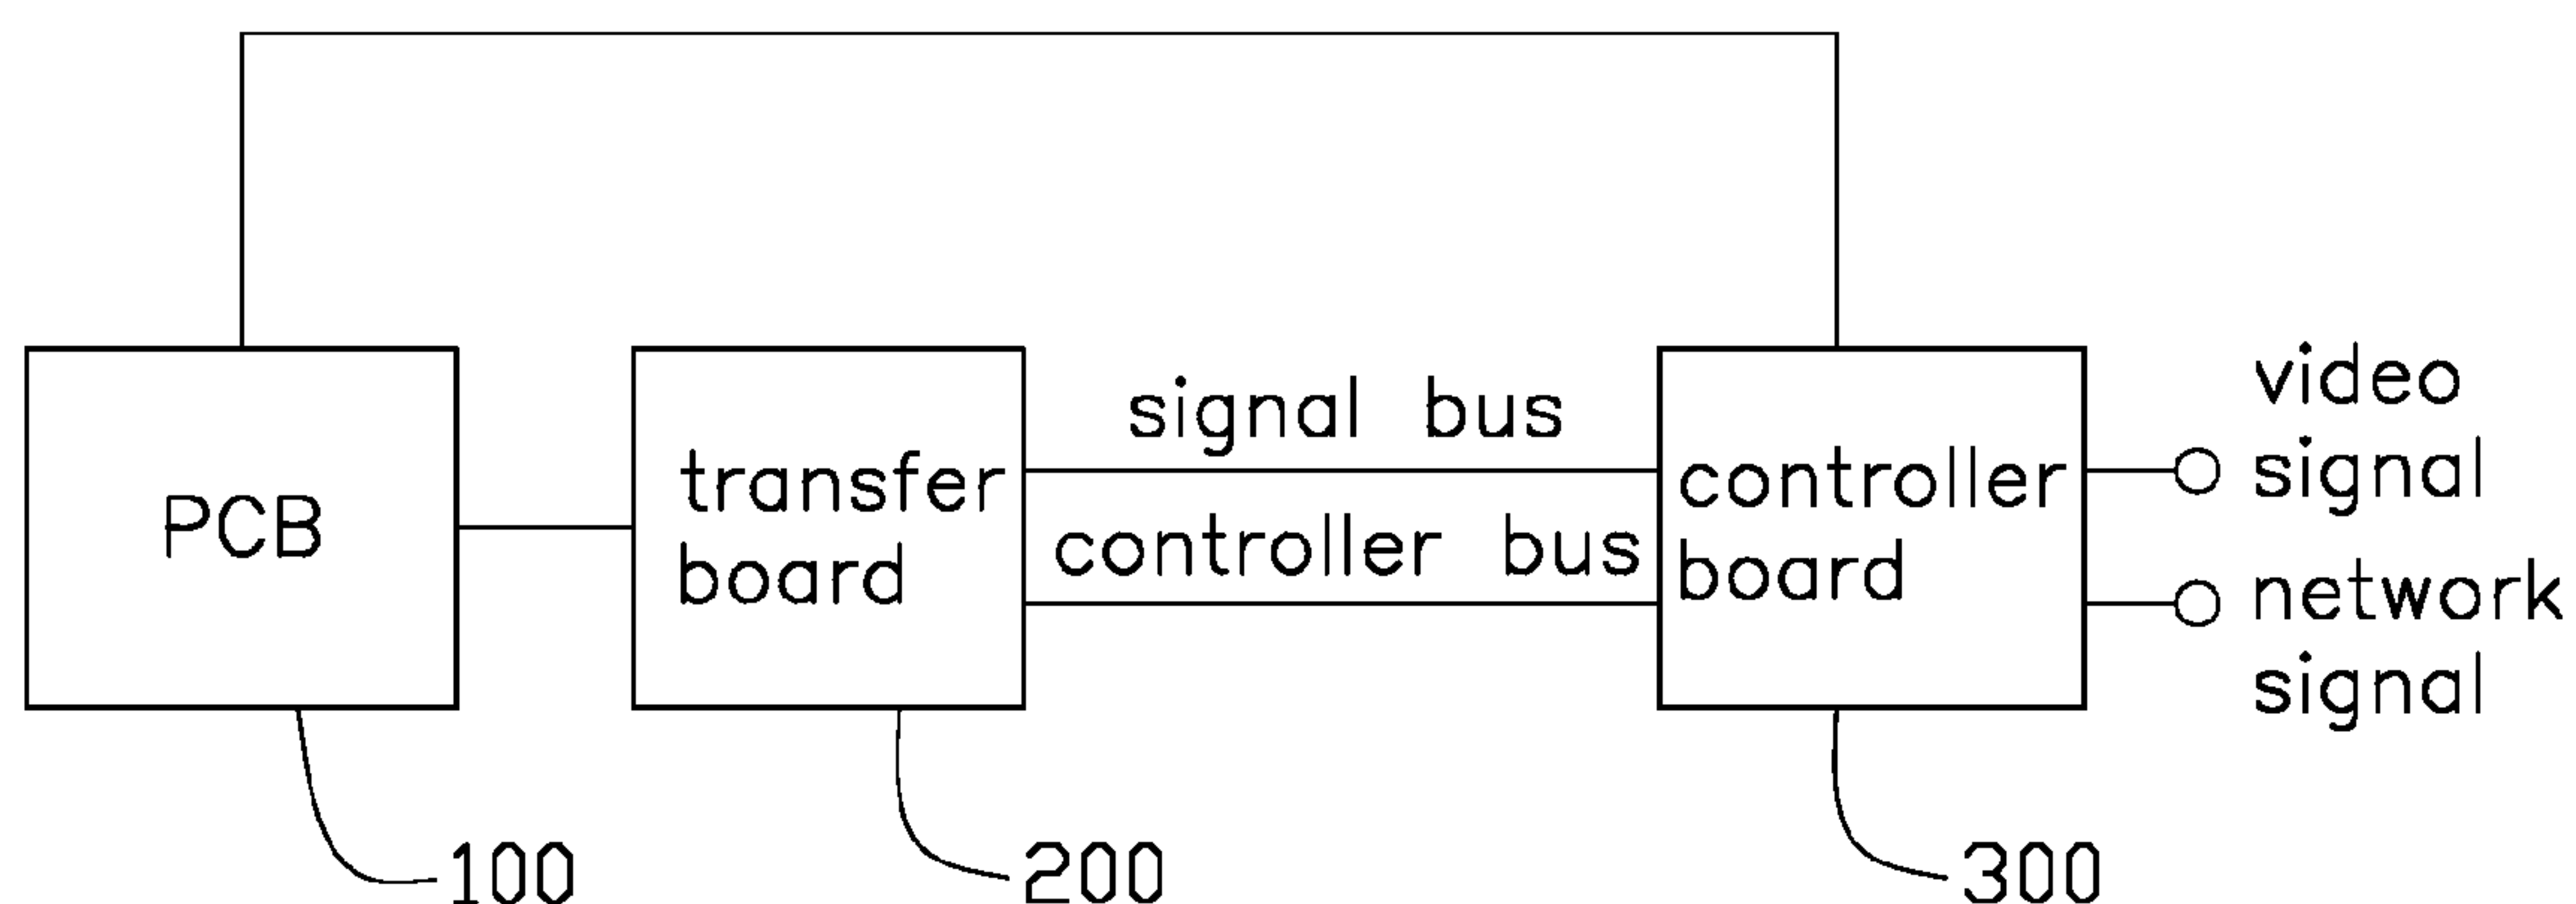 PCB
transfer
board
signal bus
controller bus
controller
board
video
signal
network
signal
100
200
300